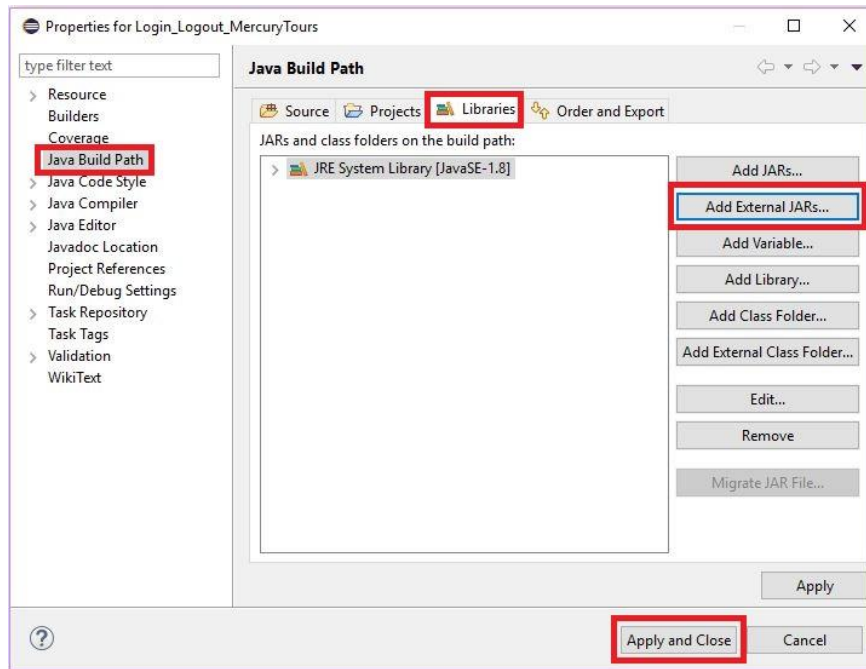 Properties for Login_Logout_MercuryTours
type filter text
Resource
Builders
Coverage
Java Build Path
Java Code Style
Java Compiler
Java Editor
Javadoc Location
Project References
Run/Debug Settings
Task Repository
Task Tags
Validation
WikiText
Java Build Path
Source Projects Libraries Order and Export
JARs and class folders on the build path:
JRE System Library [JavaSE-1.8]
Add JARs...
Add External JARs...
Add Variable...
Add Library...
Add Class Folder...
Add External Class Folder...
Edit...
Remove
Migrate JAR File...
Apply
Apply and Close Cancel